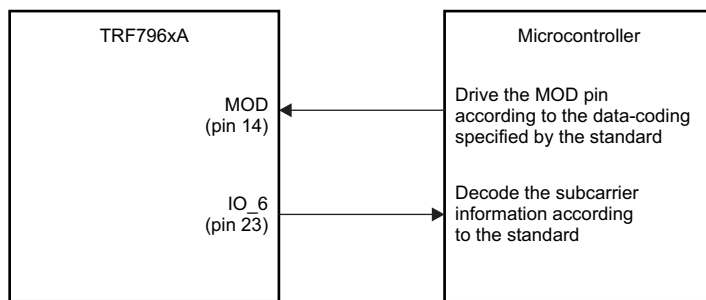 TRF796xA
Microcontroller
MOD
(pin 14)
Drive the MOD pin
according to the data-coding
specified by the standard
IO_6
(pin 23)
Decode the subcarrier
information according
to the standard